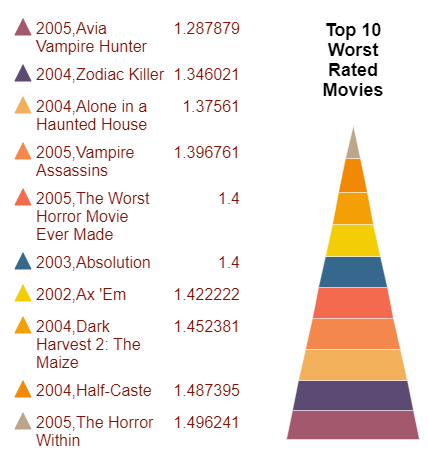 2005,Avia 1.287879
Vampire Hunter
2004,Zodiac Killer 1.346021
2004,Alone in a 1.37561
Haunted House
2005,Vampire 1.396761
Assassins
2005,The Worst 1.4
Horror Movie
Ever Made
2003,Absolution 1.4
2002,Ax 'Em 1.422222
2004,Dark 1.452381
Harvest 2: The
Maize
2004,Half-Caste 1.487395
2005,The Horror 1.496241
Within
Top 10
Worst
Rated
Movies